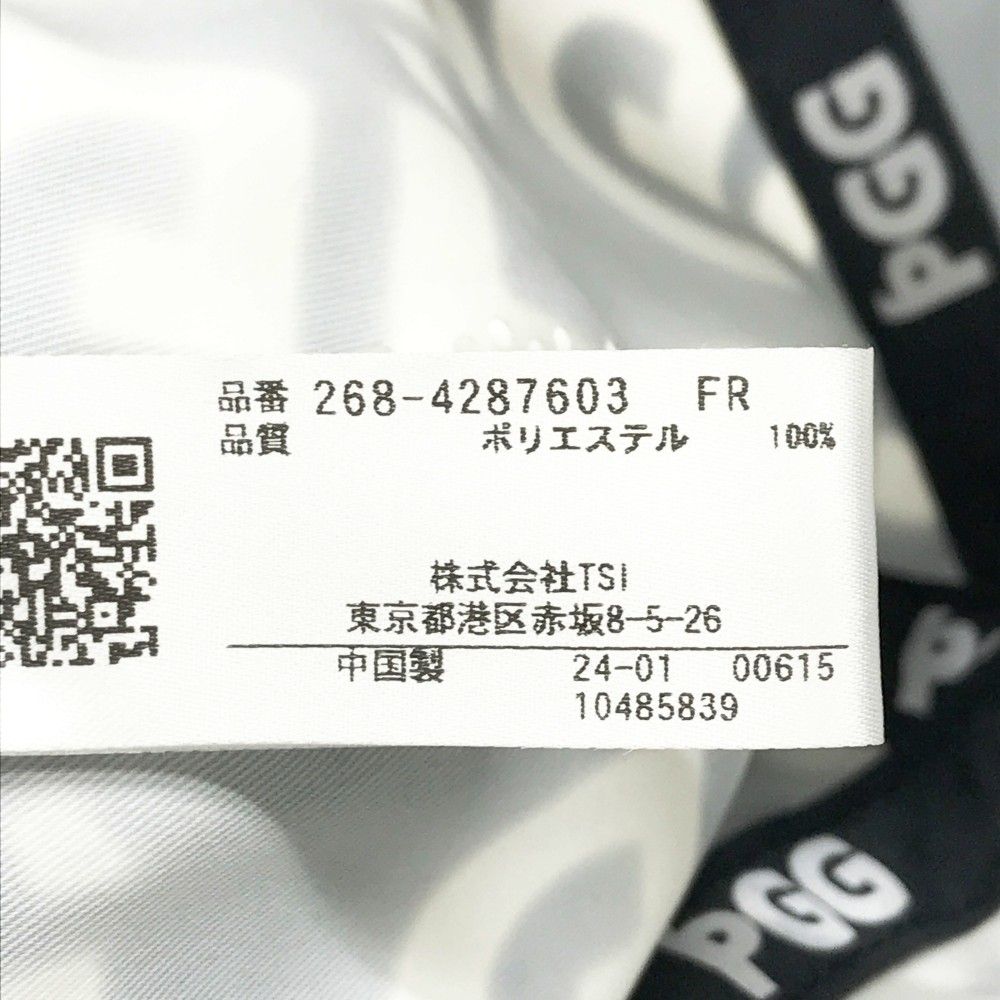 PGG
品番 268-4287603 FR
品質 ポリエステル 100%
株式会社TSI
東京都港区赤坂8-5-26
中国製 24-01 00615
10485839
PGG